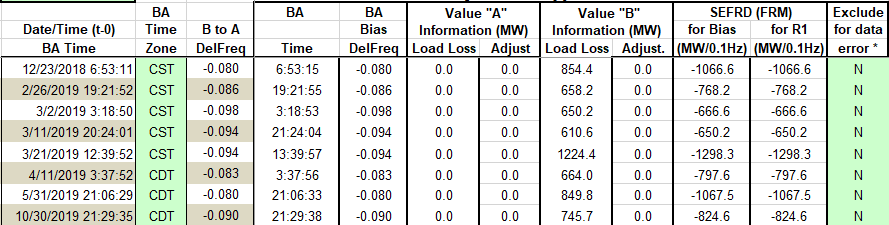 BA BA BA Value "A" Value "B" SEFRD (FRM) Exclude
Date/Time (t-0) Time B to A Bias Information (MW) Information (MW) for Bias for R1 for data
BA Time Zone DelFreq Time DelFreq Load Loss Adjust Load Loss Adjust. (MW/0.1Hz) (MW/0.1Hz) error *
12/23/2018 6:53:11 CST -0.080 6:53:15 -0.080 0.0 0.0 854.4 0.0 -1066.6 -1066.6 N
2/26/2019 19:21:52 CST -0.086 19:21:55 -0.086 0.0 0.0 658.2 0.0 -768.2 -768.2 N
3/2/2019 3:18:50 CST -0.098 3:18:53 -0.098 0.0 0.0 650.2 0.0 -666.6 -666.6 N
3/11/2019 20:24:01 CST -0.094 21:24:04 -0.094 0.0 0.0 610.6 0.0 -650.2 -650.2 N
3/21/2019 12:39:52 CST -0.094 13:39:57 -0.094 0.0 0.0 1224.4 0.0 -1298.3 -1298.3 N
4/11/2019 3:37:52 CDT -0.083 3:37:56 -0.083 0.0 0.0 664.0 0.0 -797.6 -797.6 N
5/31/2019 21:06:29 CDT -0.080 21:06:33 -0.080 0.0 0.0 849.8 0.0 -1067.5 -1067.5 N
10/30/2019 21:29:35 CDT -0.090 21:29:38 -0.090 0.0 0.0 745.7 0.0 -824.6 -824.6 N